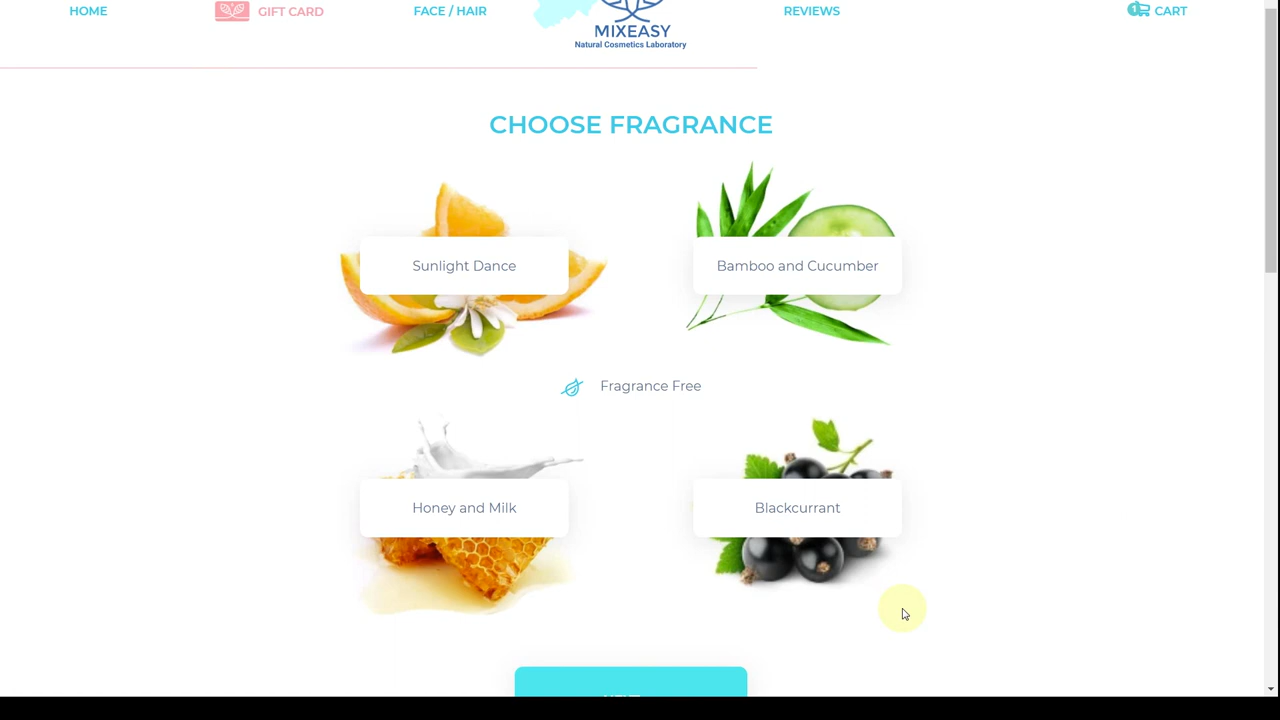 HOME
GIFT CARD
FACE / HAIR
MIXEASY
Natural Cosmetics Laboratory
REVIEWS
1
CART
CHOOSE FRAGRANCE
Sunlight Dance
Bamboo and Cucumber
Fragrance Free
Honey and Milk
Blackcurrant